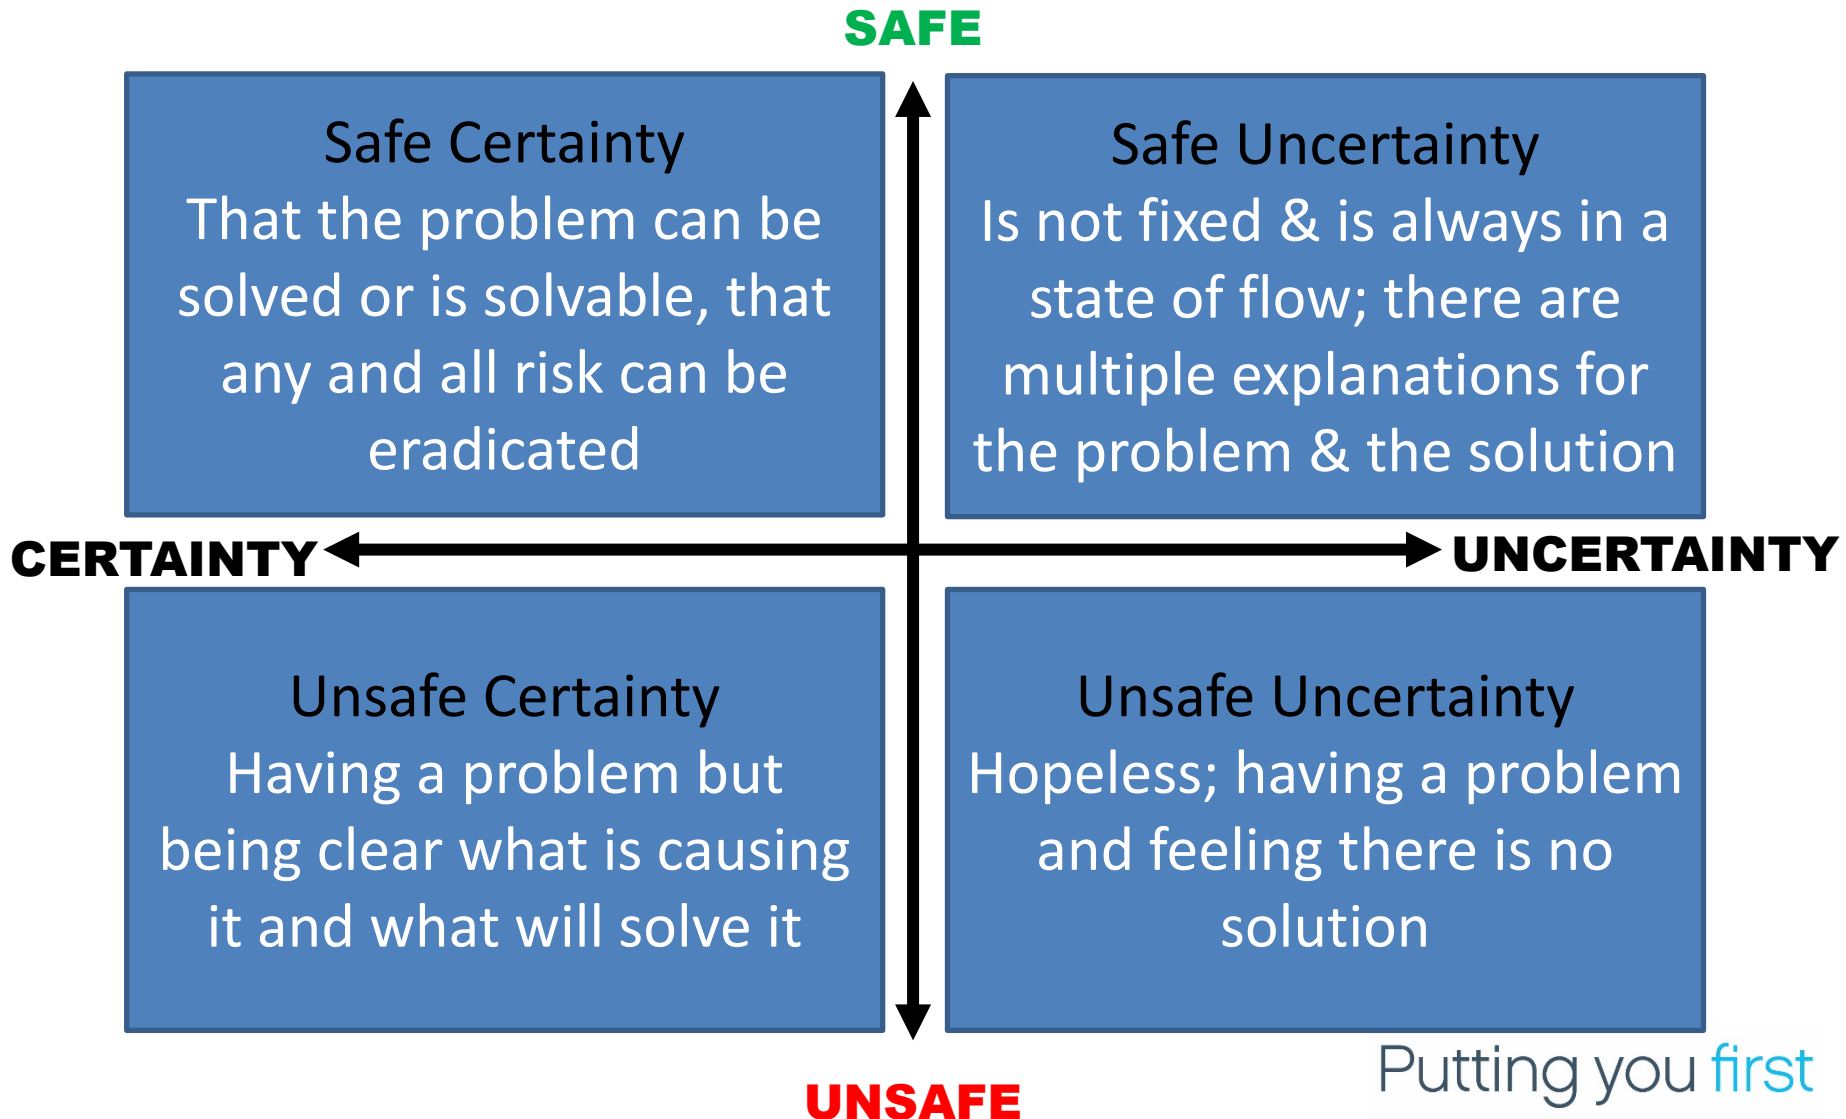 SAFE
Safe Certainty
That the problem can be
solved or is solvable, that
any and all risk can be
eradicated
Safe Uncertainty
Is not fixed & is always in a
state of flow; there are
multiple explanations for
the problem & the solution
CERTAINTY
UNCERTAINTY
Unsafe Certainty
Having a problem but
being clear what is causing
it and what will solve it
Unsafe Uncertainty
Hopeless; having a problem
and feeling there is no
solution
UNSAFE
Putting you first